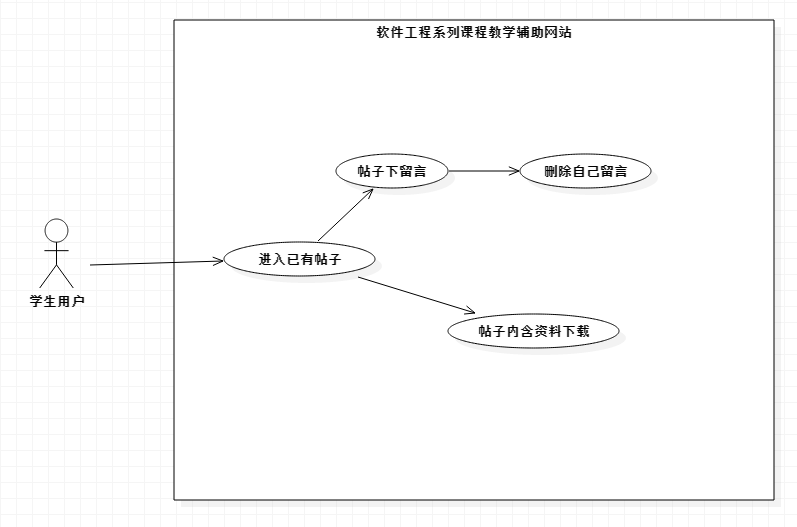 软件工程系列课程教学辅助网站
帖子下留言
删除自己留言
进入已有帖子
学生用户
帖子内含资料下载